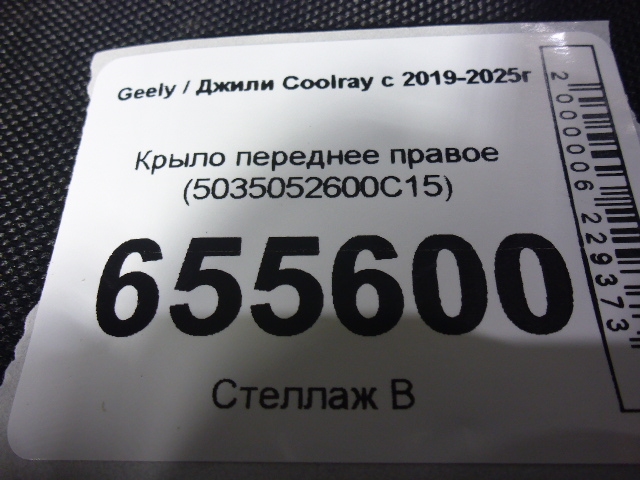 Geely / Джили Coolray с 2019-2025г
Крыло переднее правое
(5035052600C15)
655600
Стеллаж В
2000006229373